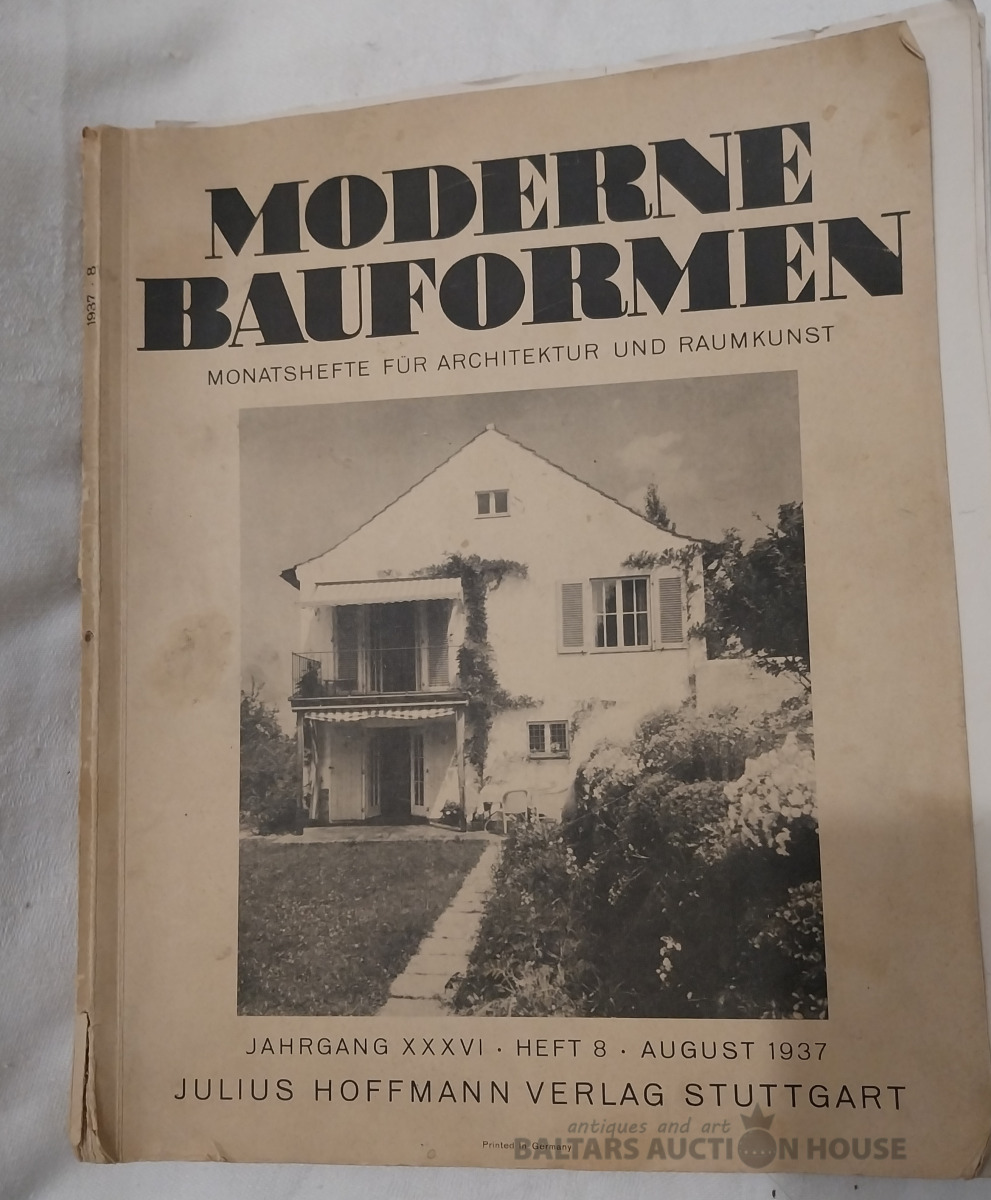 MODERNE
BAUFORMEN
MONATSHEFTE FÜR ARCHITEKTUR UND RAUMKUNST
1937 · 8
JAHRGANG XXXVI · HEFT 8 · AUGUST 1937
JULIUS HOFFMANN VERLAG STUTTGART
Printed in Germany
antiques and art
BALTARS AUCTION HOUSE